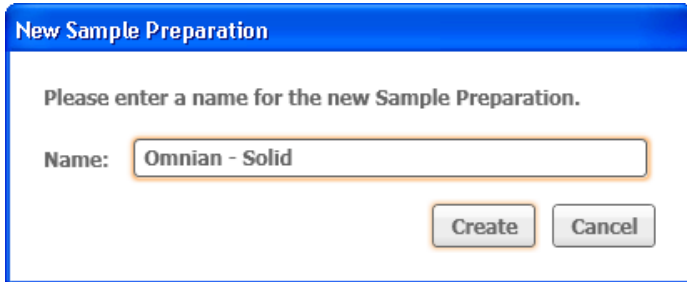 New Sample Preparation
Please enter a name for the new Sample Preparation.
Name: Omnian - Solid
Create Cancel